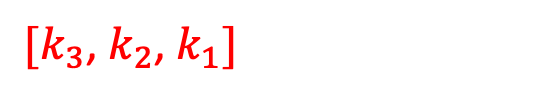 [k₃, k₂, k₁]